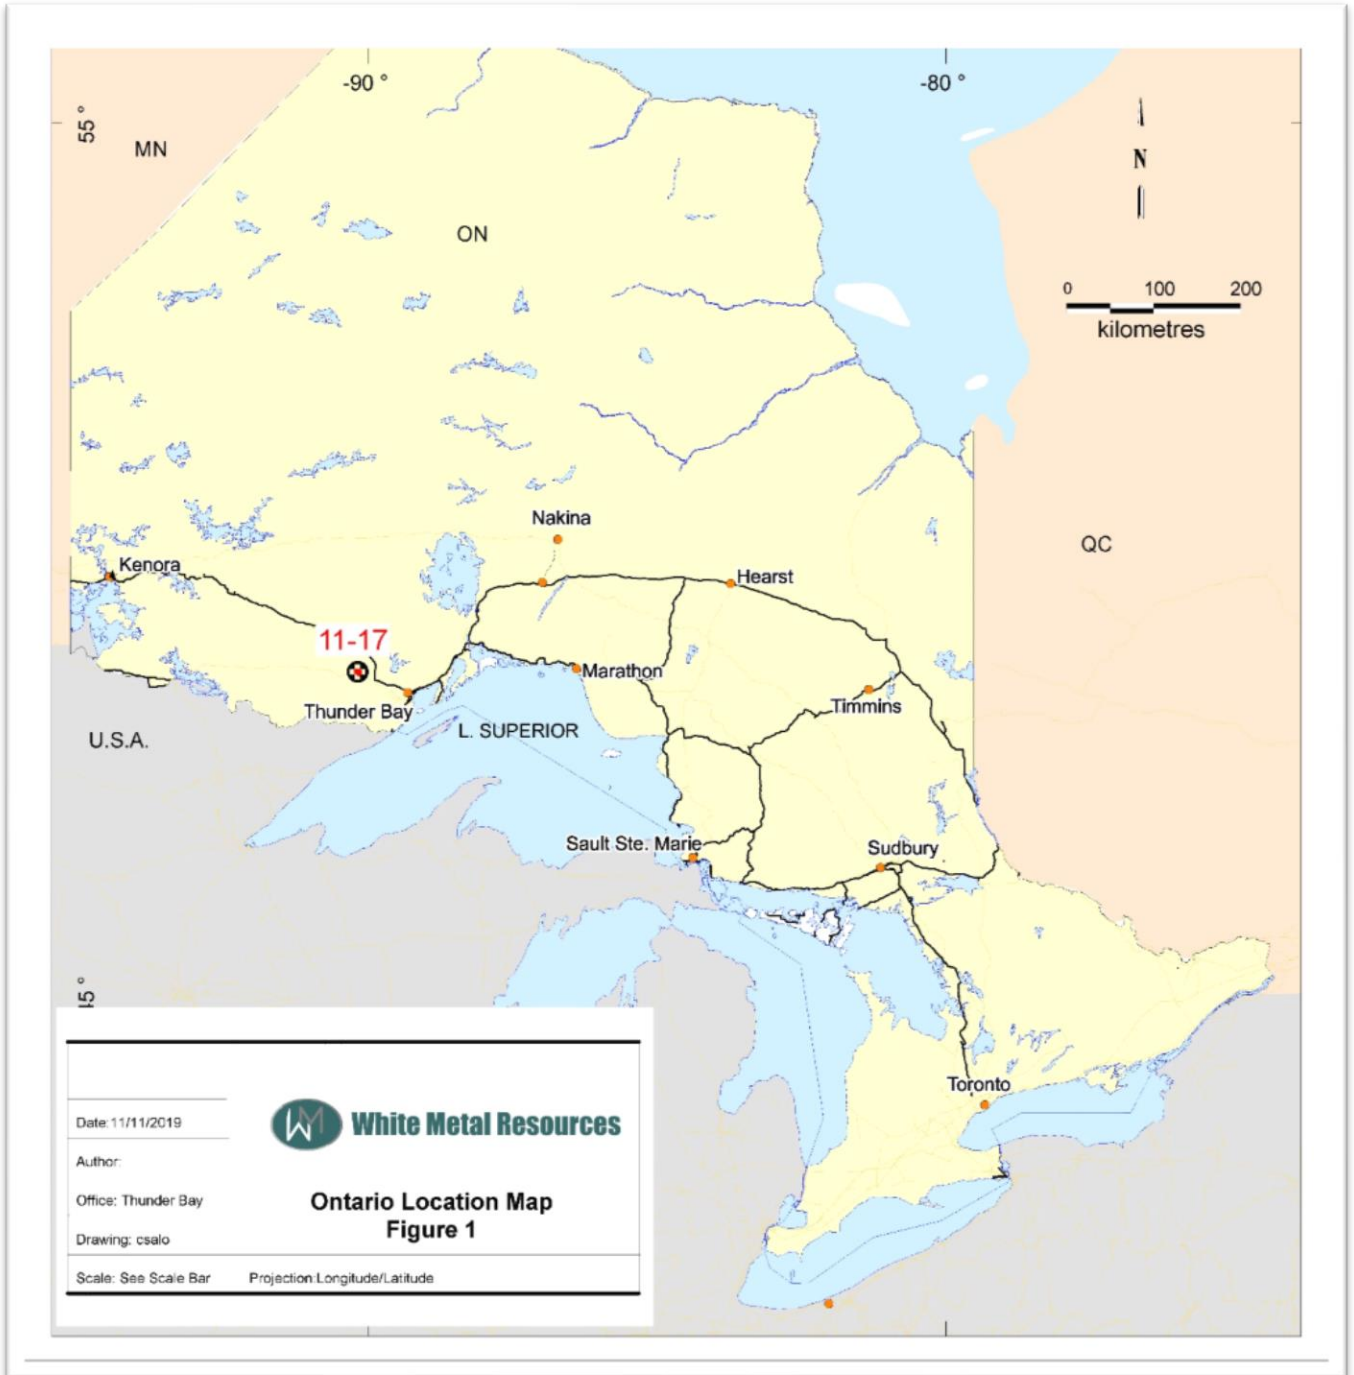 -90 °
-80 °
55 °
MN
N
ON
0 100 200
kilometres
Nakina
QC
Kenora
Hearst
11-17
Marathon
Thunder Bay
Timmins
L. SUPERIOR
U.S.A.
Sault Ste. Marie
Sudbury
5 °
Toronto
Date:11/11/2019
WM White Metal Resources
Author:
Office: Thunder Bay
Ontario Location Map
Figure 1
Drawing: csalo
Scale: See Scale Bar Projection:Longitude/Latitude